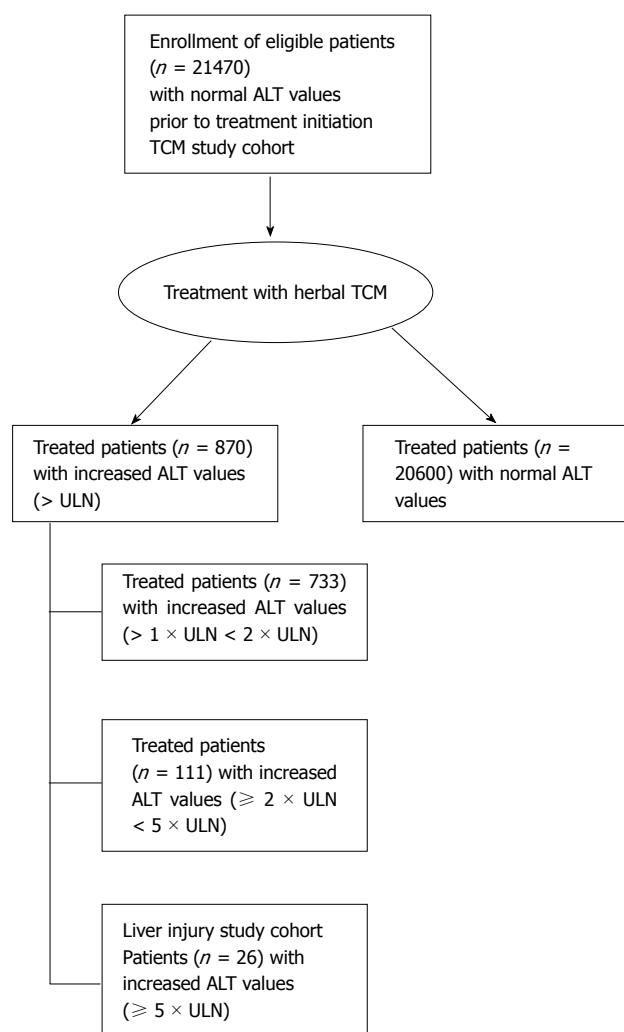 Enrollment of eligible patients
(n = 21470)
with normal ALT values
prior to treatment initiation
TCM study cohort
Treatment with herbal TCM
Treated patients (n = 870)
with increased ALT values
(> ULN)
Treated patients (n =
20600) with normal ALT
values
Treated patients (n = 733)
with increased ALT values
(> 1 × ULN < 2 × ULN)
Treated patients
(n = 111) with increased
ALT values (⩾ 2 × ULN
< 5 × ULN)
Liver injury study cohort
Patients (n = 26) with
increased ALT values
(⩾ 5 × ULN)